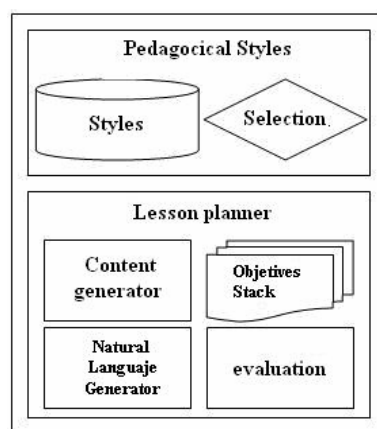 Pedagocical Styles
Styles
Selection.
Lesson planner
Content
generator
Objetives
Stack
Natural
Languaje
Generator
evaluation